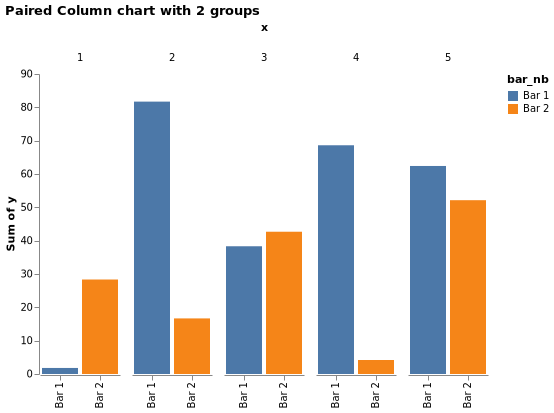 Paired Column chart with 2 groups
x
1 2 3 4 5
90
80
70
60
50
40
30
20
10
0
Sum of y
Bar 1 Bar 2 Bar 1 Bar 2 Bar 1 Bar 2 Bar 1 Bar 2 Bar 1 Bar 2
bar_nb
Bar 1
Bar 2